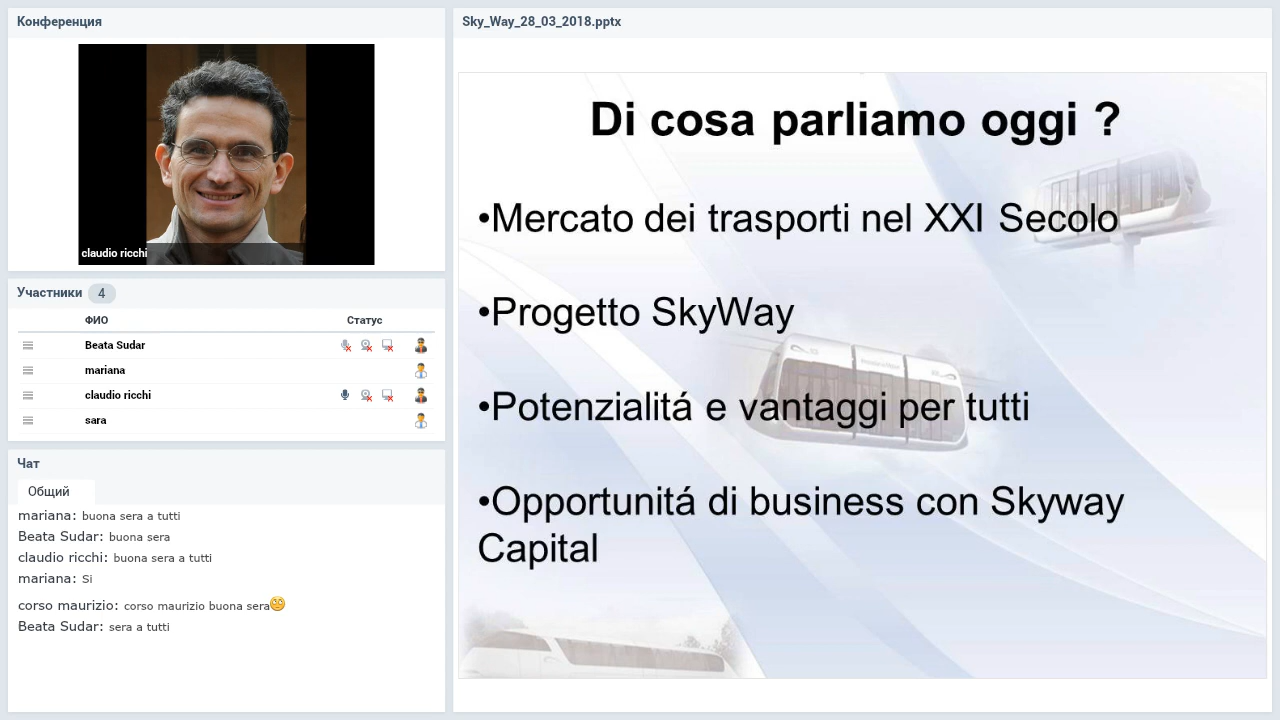 Конференция
claudio ricchi
Участники 4
ФИО Статус
Beata Sudar
mariana
claudio ricchi
sara
Чат
Общий
mariana: buona sera a tutti
Beata Sudar: buona sera
claudio ricchi: buona sera a tutti
mariana: Si
corso maurizio: corso maurizio buona sera
Beata Sudar: sera a tutti
Sky_Way_28_03_2018.pptx
Di cosa parliamo oggi ?
•Mercato dei trasporti nel XXI Secolo
•Progetto SkyWay
•Potenzialitá e vantaggi per tutti
•Opportunitá di business con Skyway
Capital